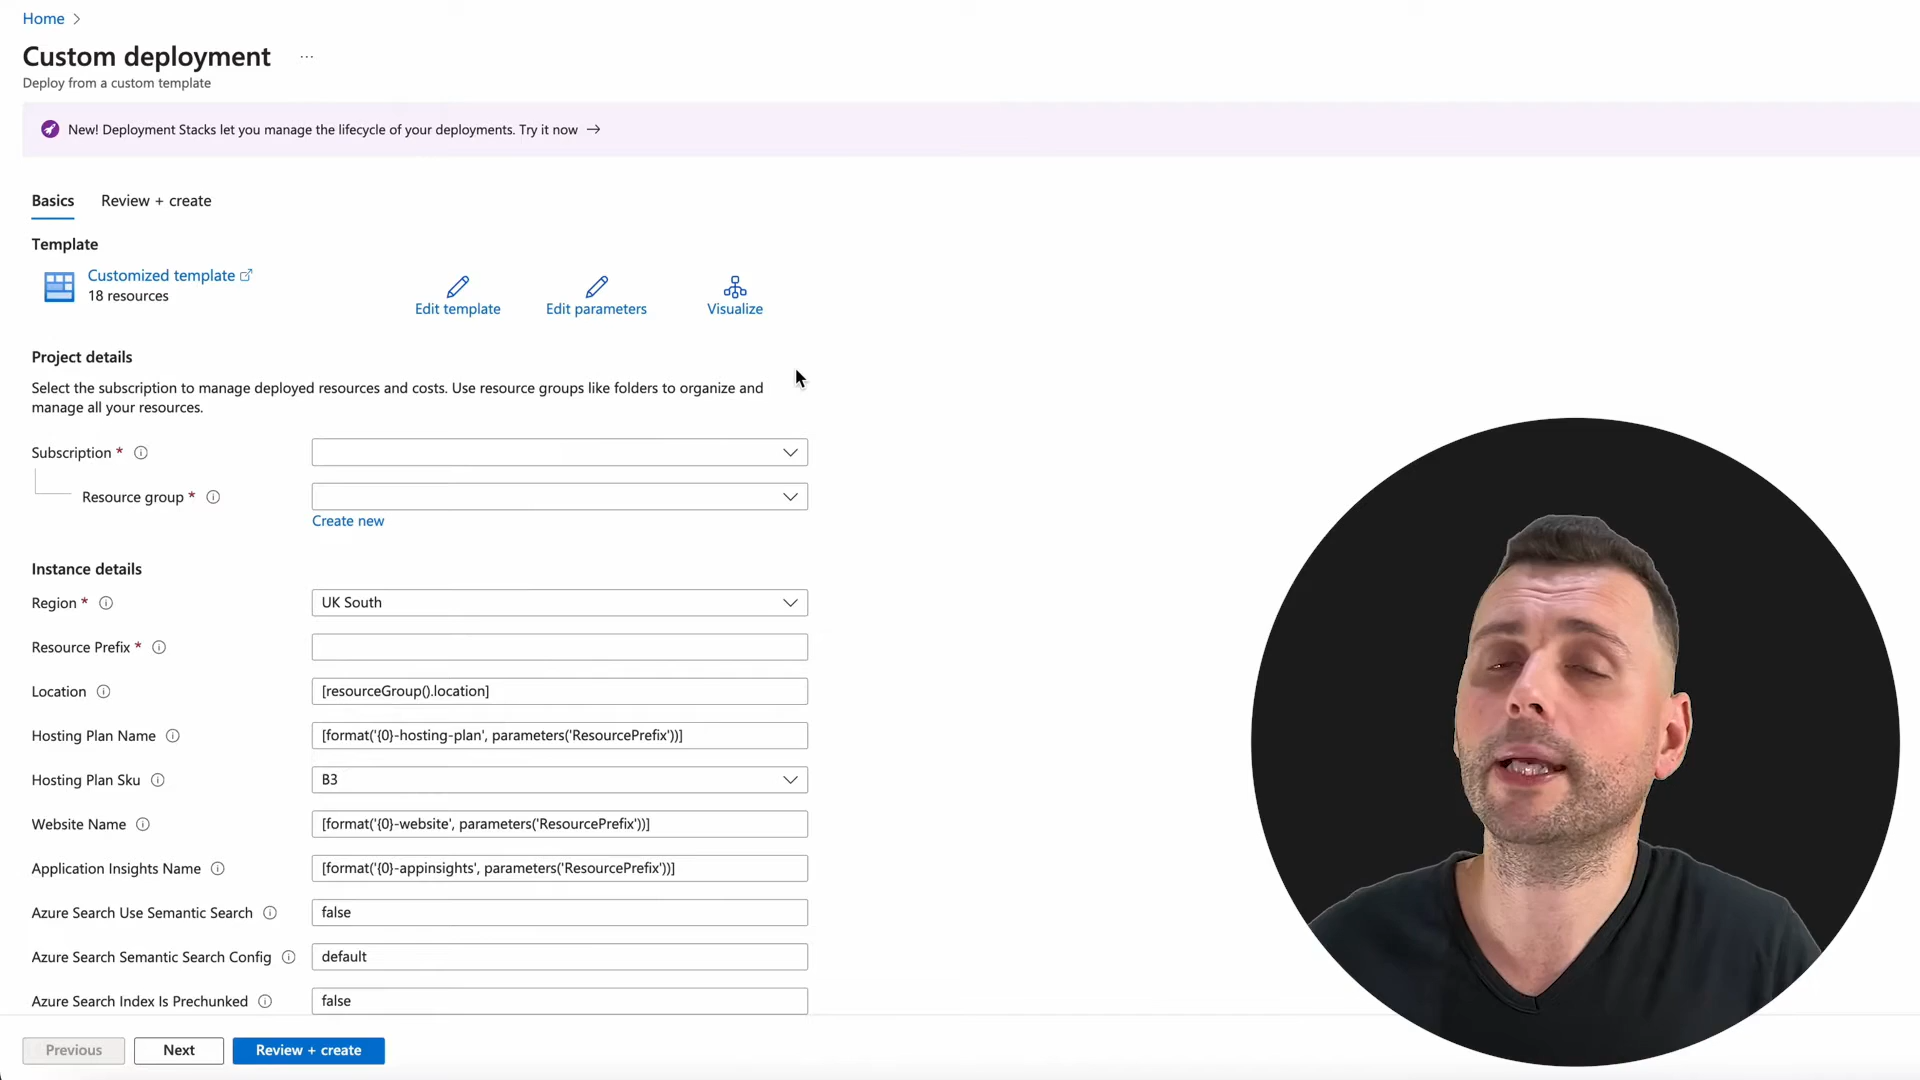 Home
Custom deployment ...
Deploy from a custom template
New! Deployment Stacks let you manage the lifecycle of your deployments. Try it now →
Basics
Review + create
Template
Customized template
18 resources
Edit template
Edit parameters
Visualize
Project details
Select the subscription to manage deployed resources and costs. Use resource groups like folders to organize and
manage all your resources.
Subscription *
Resource group *
Create new
Instance details
Region *
UK South
Resource Prefix *
Location
[resourceGroup().location]
Hosting Plan Name
[format('{0}-hosting-plan', parameters('ResourcePrefix'))]
Hosting Plan Sku
B3
Website Name
[format('{0}-website', parameters('ResourcePrefix'))]
Application Insights Name
[format('{0}-appinsights', parameters('ResourcePrefix'))]
Azure Search Use Semantic Search
false
Azure Search Semantic Search Config
default
Azure Search Index Is Prechunked
false
Previous
Next
Review + create